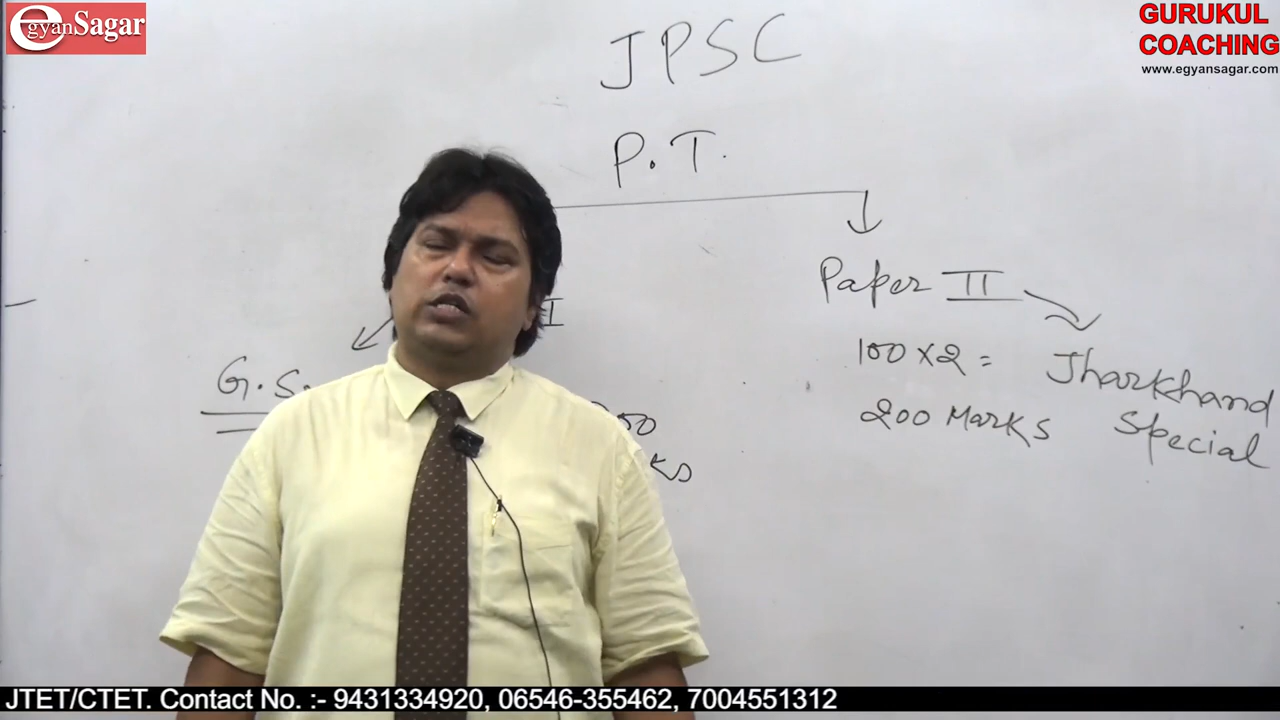 egyanSagar
GURUKUL
COACHING
www.egyansagar.com
JPSC
P.T.
I
G.S.
Paper II
100 x 2 =
200 Marks
Jharkhand
Special
JTET/CTET. Contact No. :- 9431334920, 06546-355462, 7004551312